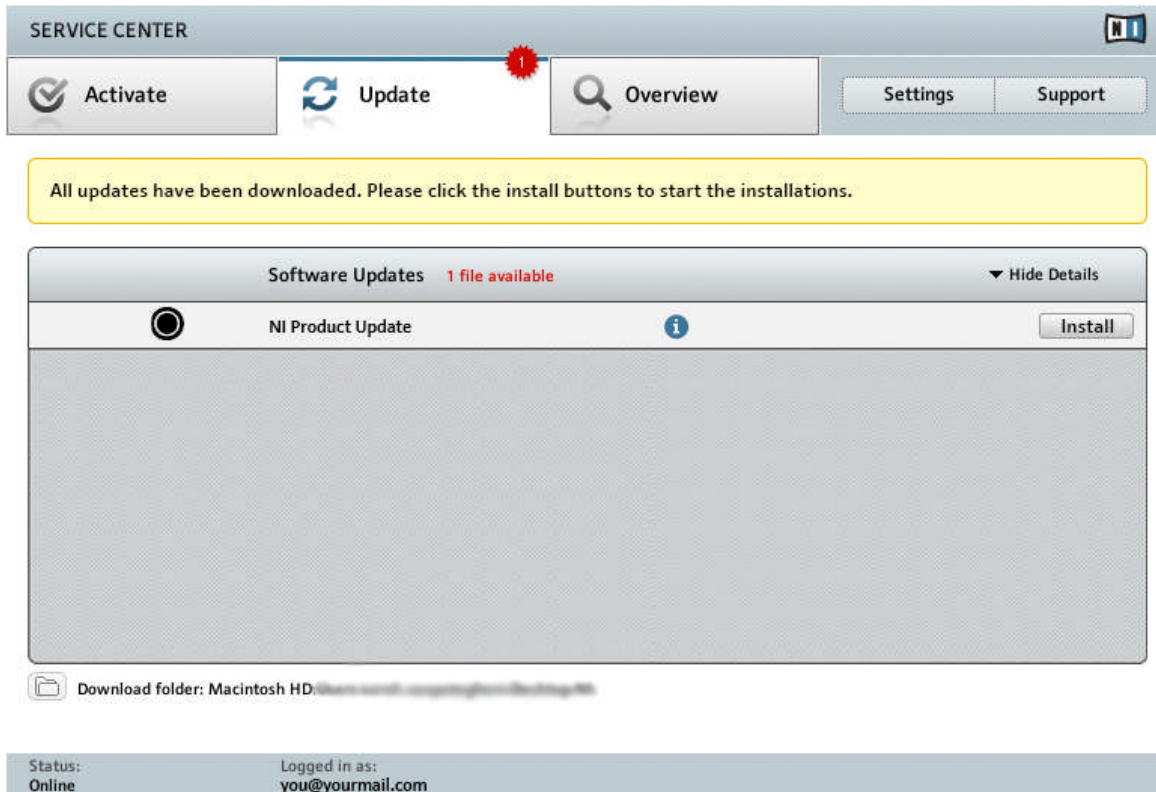 SERVICE CENTER
NI
Activate
Update
1
Overview
Settings
Support
All updates have been downloaded. Please click the install buttons to start the installations.
Software Updates 1 file available
Hide Details
NI Product Update
i
Install
Download folder: Macintosh HD:
Status:
Online
Logged in as:
you@yourmail.com